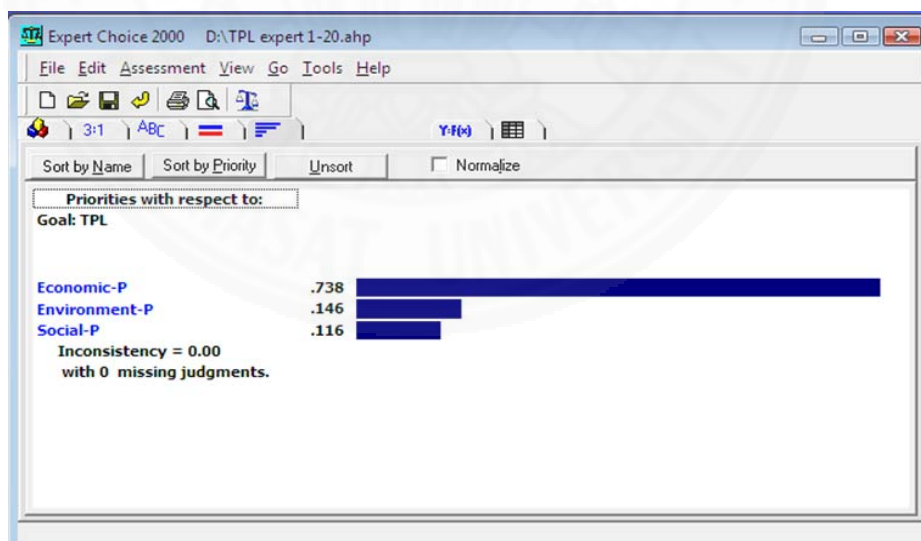 Expert Choice 2000 D:\TPL expert 1-20.ahp
File Edit Assessment View Go Tools Help
3:1 ABC Y:F(x)
Sort by Name Sort by Priority Unsort Normalize
Priorities with respect to:
Goal: TPL
Economic-P .738
Environment-P .146
Social-P .116
Inconsistency = 0.00
with 0 missing judgments.